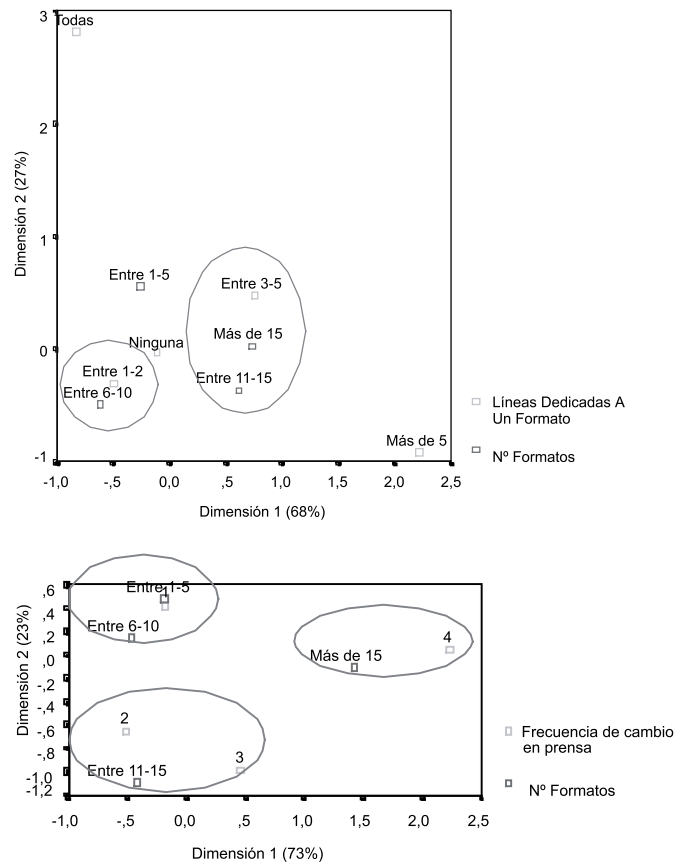 3
Todas
2
Dimensión 2 (27%)
1
Entre 1-5
Entre 3-5
Más de 15
Ninguna
0
Entre 1-2
Entre 11-15
Entre 6-10
Líneas Dedicadas A
Un Formato
Más de 5
Nº Formatos
-1
-1,0 -,5 0,0 ,5 1,0 1,5 2,0 2,5
Dimensión 1 (68%)
,6
Entre 1-5
1
,4
Entre 6-10
,2
4
Más de 15
,0
Dimensión 2 (23%)
-,2
-,4
2
-,6
Frecuencia de cambio
en prensa
-,8
3
Entre 11-15
-1,0
Nº Formatos
-1,2
-1,0 -,5 0,0 ,5 1,0 1,5 2,0 2,5
Dimensión 1 (73%)